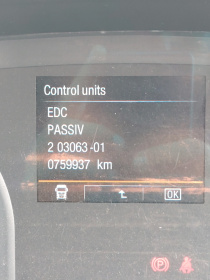 Control units
EDC
PASSIV
2 03063-01
0759937 km
OK